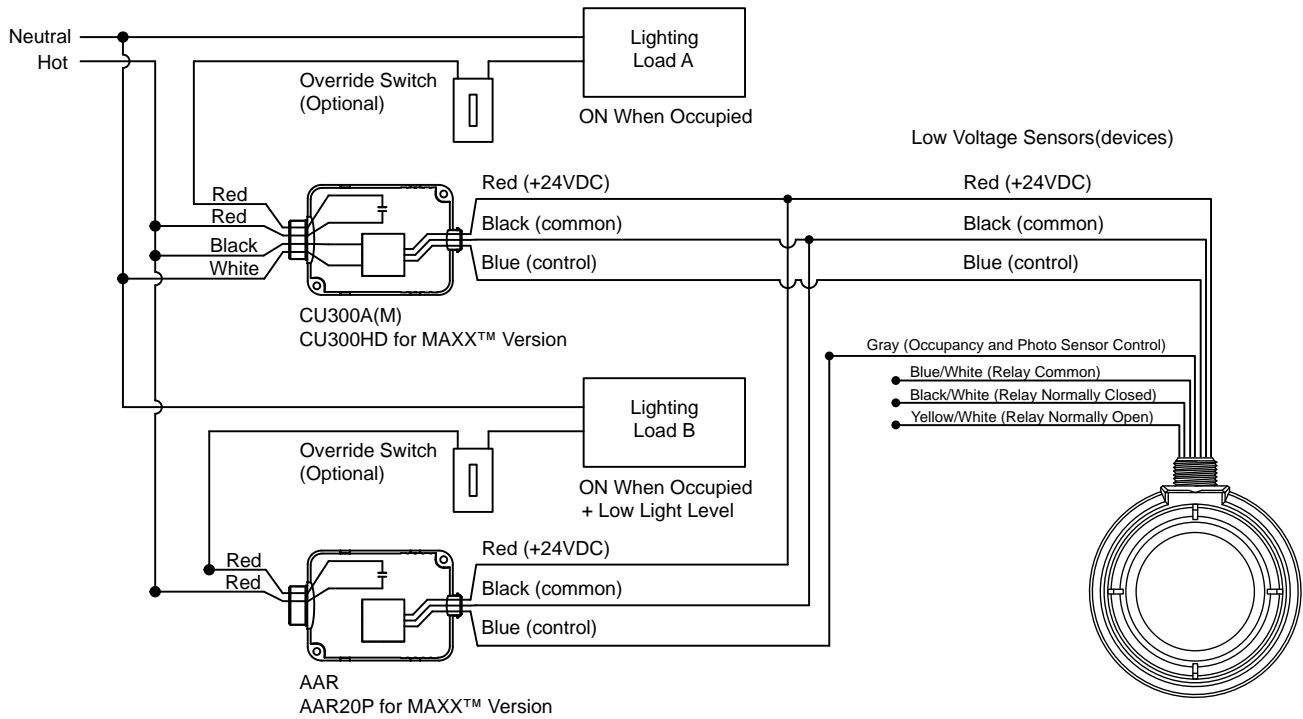 Neutral
Hot
Lighting
Load A
Override Switch
(Optional)
ON When Occupied
Low Voltage Sensors(devices)
Red (+24VDC)
Red (+24VDC)
Red
Red
Black (common)
Black (common)
Black
White
Blue (control)
Blue (control)
CU300A(M)
CU300HD for MAXX™ Version
Gray (Occupancy and Photo Sensor Control)
Blue/White (Relay Common)
Black/White (Relay Normally Closed)
Yellow/White (Relay Normally Open)
Lighting
Load B
Override Switch
(Optional)
ON When Occupied
+ Low Light Level
Red (+24VDC)
Red
Red
Black (common)
Blue (control)
AAR
AAR20P for MAXX™ Version